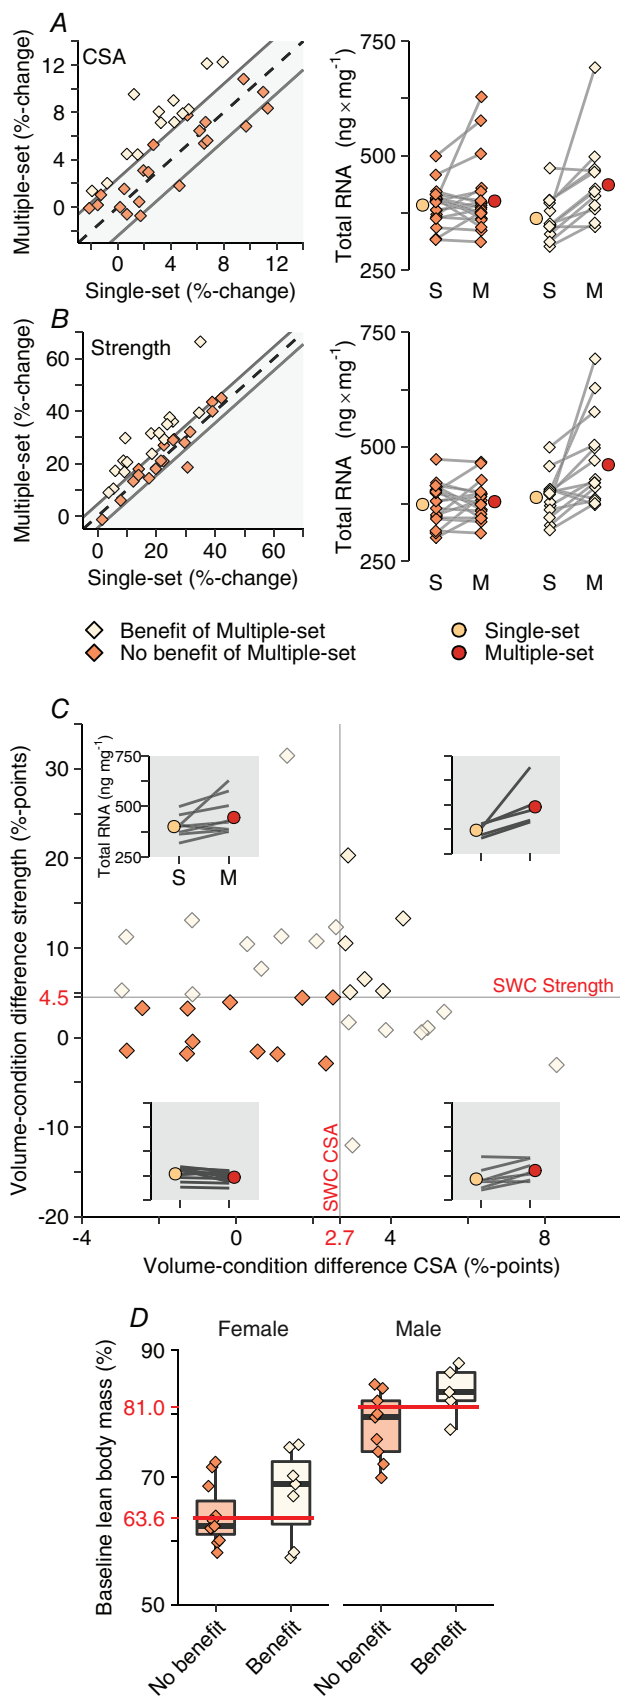 A
CSA
Multiple-set (%-change)
12
8
4
0
0
4
8
12
Single-set (%-change)
Total RNA (ng×mg⁻¹)
750
500
250
S
M
S
M
B
Strength
Multiple-set (%-change)
60
40
20
0
0
20
40
60
Single-set (%-change)
Total RNA (ng×mg⁻¹)
750
500
250
S
M
S
M
Benefit of Multiple-set
No benefit of Multiple-set
Single-set
Multiple-set
C
Volume-condition difference strength (%-points)
30
20
10
4.5
0
-10
-20
Total RNA (ng mg⁻¹)
750
500
250
S
M
SWC Strength
SWC CSA
-4
0
2.7
4
8
Volume-condition difference CSA (%-points)
D
Female
Male
Baseline lean body mass (%)
90
81.0
70
63.6
50
No benefit
Benefit
No benefit
Benefit